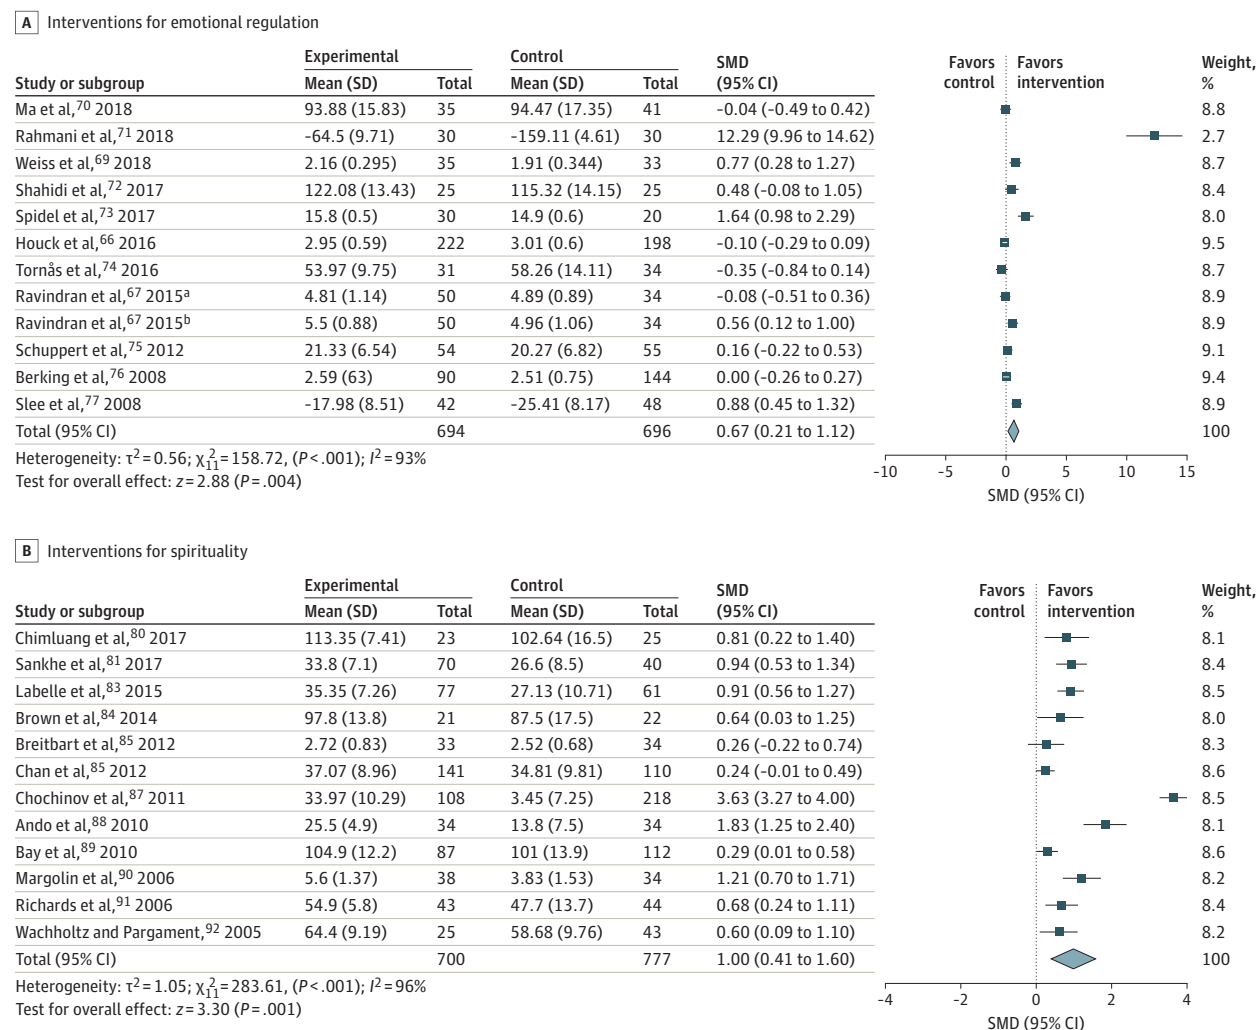 A Interventions for emotional regulation
Experimental Control SMD (95% CI) Favors control Favors intervention Weight, %
Study or subgroup Mean (SD) Total Mean (SD) Total
Ma et al,70 2018 93.88 (15.83) 35 94.47 (17.35) 41 -0.04 (-0.49 to 0.42) 8.8
Rahmani et al,71 2018 -64.5 (9.71) 30 -159.11 (4.61) 30 12.29 (9.96 to 14.62) 2.7
Weiss et al,69 2018 2.16 (0.295) 35 1.91 (0.344) 33 0.77 (0.28 to 1.27) 8.7
Shahidi et al,72 2017 122.08 (13.43) 25 115.32 (14.15) 25 0.48 (-0.08 to 1.05) 8.4
Spidel et al,73 2017 15.8 (0.5) 30 14.9 (0.6) 20 1.64 (0.98 to 2.29) 8.0
Houck et al,66 2016 2.95 (0.59) 222 3.01 (0.6) 198 -0.10 (-0.29 to 0.09) 9.5
Tornås et al,74 2016 53.97 (9.75) 31 58.26 (14.11) 34 -0.35 (-0.84 to 0.14) 8.7
Ravindran et al,67 2015a 4.81 (1.14) 50 4.89 (0.89) 34 -0.08 (-0.51 to 0.36) 8.9
Ravindran et al,67 2015b 5.5 (0.88) 50 4.96 (1.06) 34 0.56 (0.12 to 1.00) 8.9
Schuppert et al,75 2012 21.33 (6.54) 54 20.27 (6.82) 55 0.16 (-0.22 to 0.53) 9.1
Berking et al,76 2008 2.59 (63) 90 2.51 (0.75) 144 0.00 (-0.26 to 0.27) 9.4
Slee et al,77 2008 -17.98 (8.51) 42 -25.41 (8.17) 48 0.88 (0.45 to 1.32) 8.9
Total (95% CI) 694 696 0.67 (0.21 to 1.12) 100
Heterogeneity: τ2 = 0.56; χ211 = 158.72, (P < .001); I2 = 93%
Test for overall effect: z = 2.88 (P = .004)
-10 -5 0 5 10 15
SMD (95% CI)
B Interventions for spirituality
Experimental Control SMD (95% CI) Favors control Favors intervention Weight, %
Study or subgroup Mean (SD) Total Mean (SD) Total
Chimluang et al,80 2017 113.35 (7.41) 23 102.64 (16.5) 25 0.81 (0.22 to 1.40) 8.1
Sankhe et al,81 2017 33.8 (7.1) 70 26.6 (8.5) 40 0.94 (0.53 to 1.34) 8.4
Labelle et al,83 2015 35.35 (7.26) 77 27.13 (10.71) 61 0.91 (0.56 to 1.27) 8.5
Brown et al,84 2014 97.8 (13.8) 21 87.5 (17.5) 22 0.64 (0.03 to 1.25) 8.0
Breitbart et al,85 2012 2.72 (0.83) 33 2.52 (0.68) 34 0.26 (-0.22 to 0.74) 8.3
Chan et al,85 2012 37.07 (8.96) 141 34.81 (9.81) 110 0.24 (-0.01 to 0.49) 8.6
Chochinov et al,87 2011 33.97 (10.29) 108 3.45 (7.25) 218 3.63 (3.27 to 4.00) 8.5
Ando et al,88 2010 25.5 (4.9) 34 13.8 (7.5) 34 1.83 (1.25 to 2.40) 8.1
Bay et al,89 2010 104.9 (12.2) 87 101 (13.9) 112 0.29 (0.01 to 0.58) 8.6
Margolin et al,90 2006 5.6 (1.37) 38 3.83 (1.53) 34 1.21 (0.70 to 1.71) 8.2
Richards et al,91 2006 54.9 (5.8) 43 47.7 (13.7) 44 0.68 (0.24 to 1.11) 8.4
Wachholtz and Pargament,92 2005 64.4 (9.19) 25 58.68 (9.76) 43 0.60 (0.09 to 1.10) 8.2
Total (95% CI) 700 777 1.00 (0.41 to 1.60) 100
Heterogeneity: τ2 = 1.05; χ211 = 283.61, (P < .001); I2 = 96%
Test for overall effect: z = 3.30 (P = .001)
-4 -2 0 2 4
SMD (95% CI)